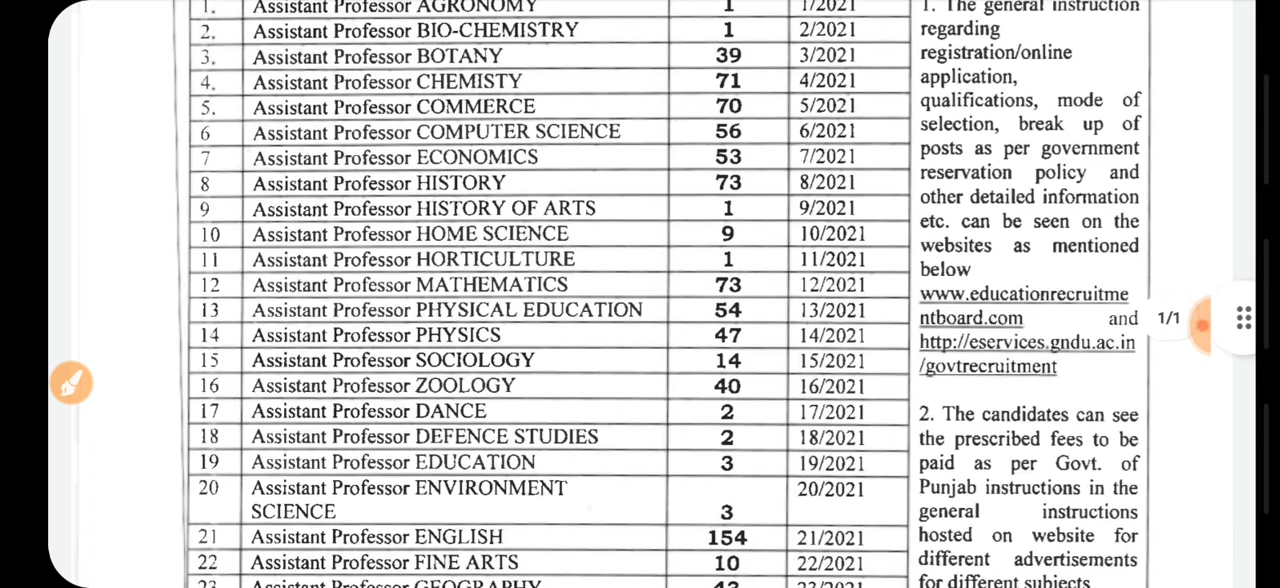 1. Assistant Professor AGRONOMY 1 1/2021
2. Assistant Professor BIO-CHEMISTRY 1 2/2021
3. Assistant Professor BOTANY 39 3/2021
4. Assistant Professor CHEMISTY 71 4/2021
5. Assistant Professor COMMERCE 70 5/2021
6 Assistant Professor COMPUTER SCIENCE 56 6/2021
7 Assistant Professor ECONOMICS 53 7/2021
8 Assistant Professor HISTORY 73 8/2021
9 Assistant Professor HISTORY OF ARTS 1 9/2021
10 Assistant Professor HOME SCIENCE 9 10/2021
11 Assistant Professor HORTICULTURE 1 11/2021
12 Assistant Professor MATHEMATICS 73 12/2021
13 Assistant Professor PHYSICAL EDUCATION 54 13/2021
14 Assistant Professor PHYSICS 47 14/2021
15 Assistant Professor SOCIOLOGY 14 15/2021
16 Assistant Professor ZOOLOGY 40 16/2021
17 Assistant Professor DANCE 2 17/2021
18 Assistant Professor DEFENCE STUDIES 2 18/2021
19 Assistant Professor EDUCATION 3 19/2021
20 Assistant Professor ENVIRONMENT 20/2021
SCIENCE 3
21 Assistant Professor ENGLISH 154 21/2021
22 Assistant Professor FINE ARTS 10 22/2021
23 Assistant Professor GEOGRAPHY 43 23/2021
1. The general instruction
regarding
registration/online
application,
qualifications, mode of
selection, break up of
posts as per government
reservation policy and
other detailed information
etc. can be seen on the
websites as mentioned
below
www.educationrecruitme
ntboard.com and
http://eservices.gndu.ac.in
/govtrecruitment
2. The candidates can see
the prescribed fees to be
paid as per Govt. of
Punjab instructions in the
general instructions
hosted on website for
different advertisements
for different subjects
1/1